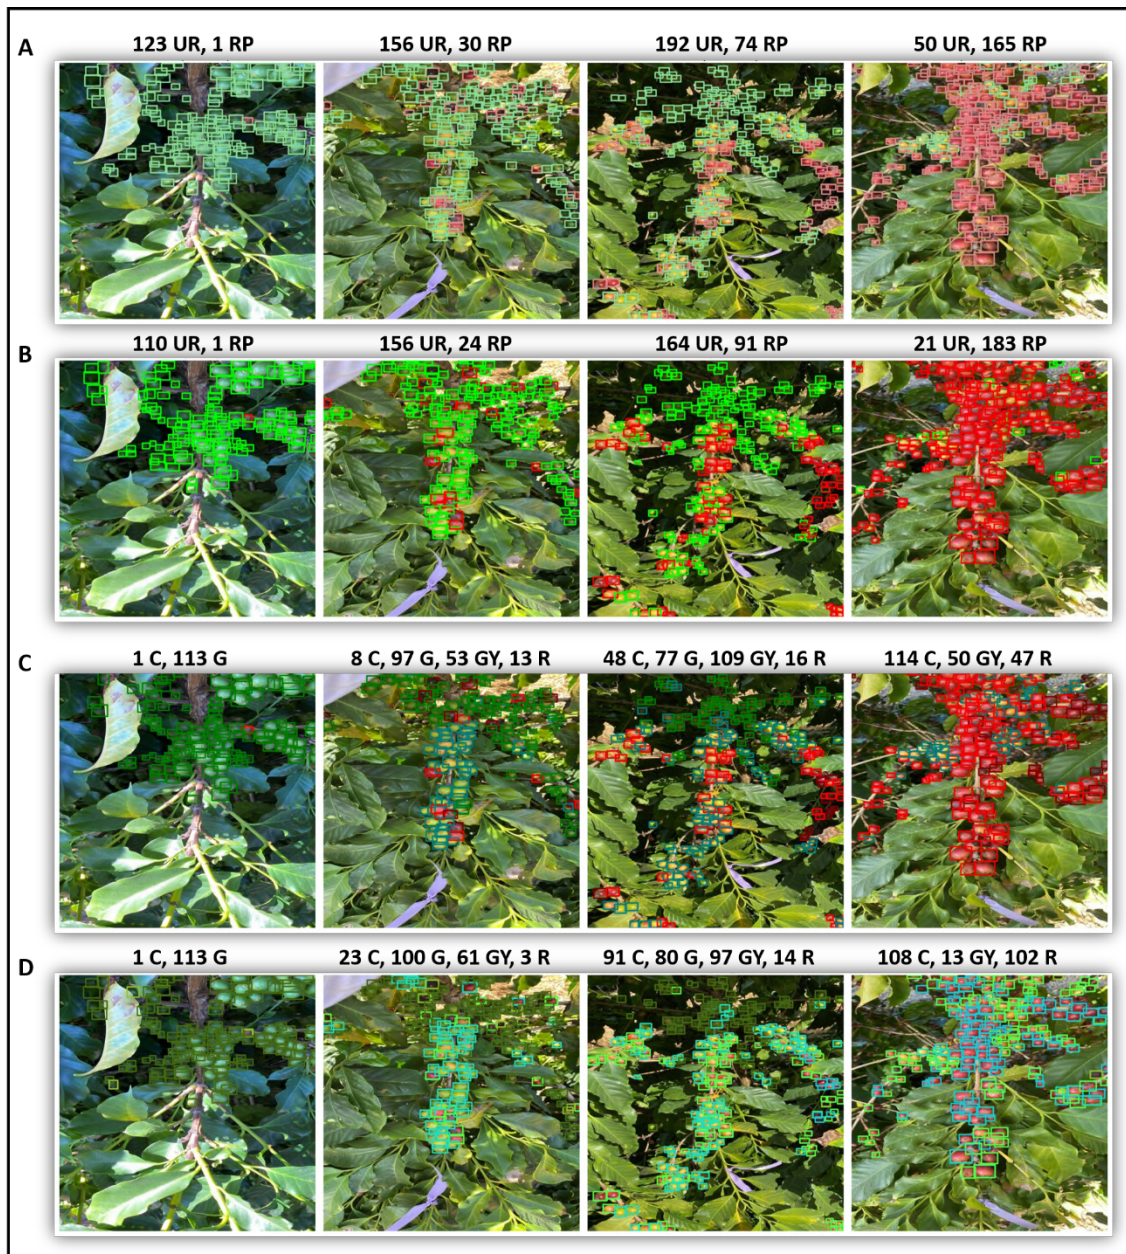 A
123 UR, 1 RP 156 UR, 30 RP 192 UR, 74 RP 50 UR, 165 RP
B
110 UR, 1 RP 156 UR, 24 RP 164 UR, 91 RP 21 UR, 183 RP
C
1 C, 113 G 8 C, 97 G, 53 GY, 13 R 48 C, 77 G, 109 GY, 16 R 114 C, 50 GY, 47 R
D
1 C, 113 G 23 C, 100 G, 61 GY, 3 R 91 C, 80 G, 97 GY, 14 R 108 C, 13 GY, 102 R